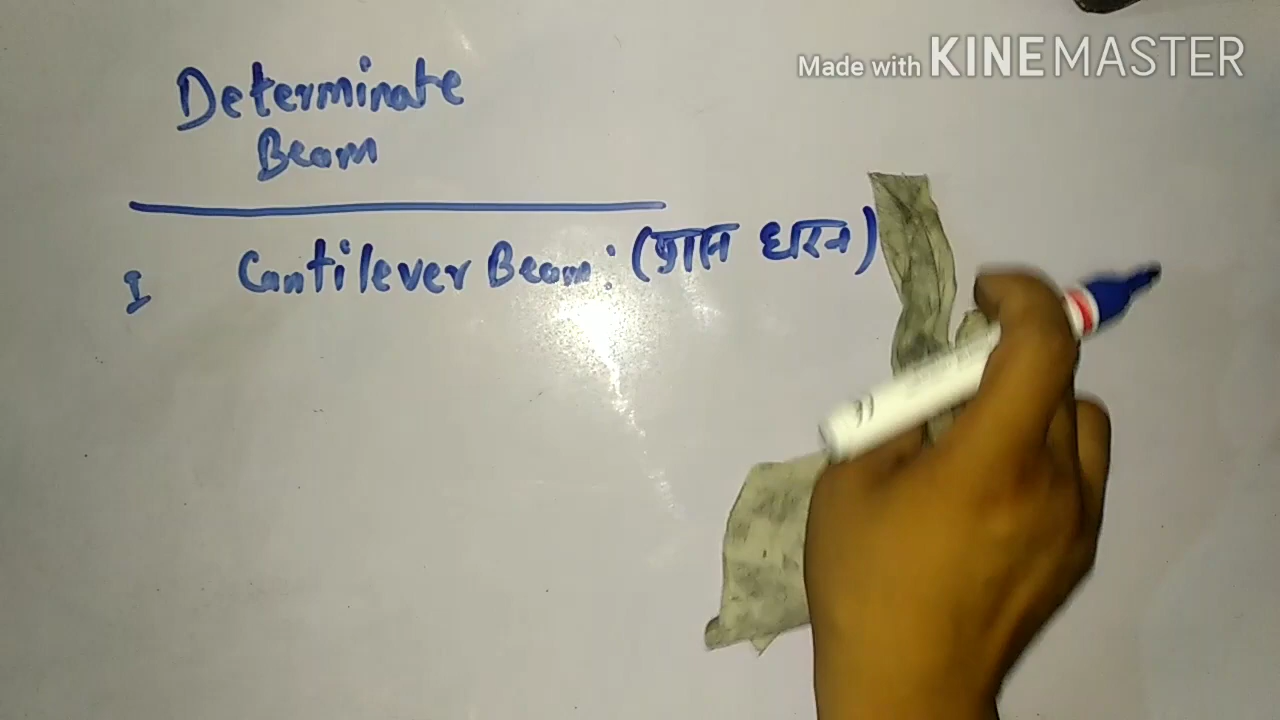 Made with KINEMASTER
Determinate
Beam
I Cantilever Beam: (प्रास धरन)